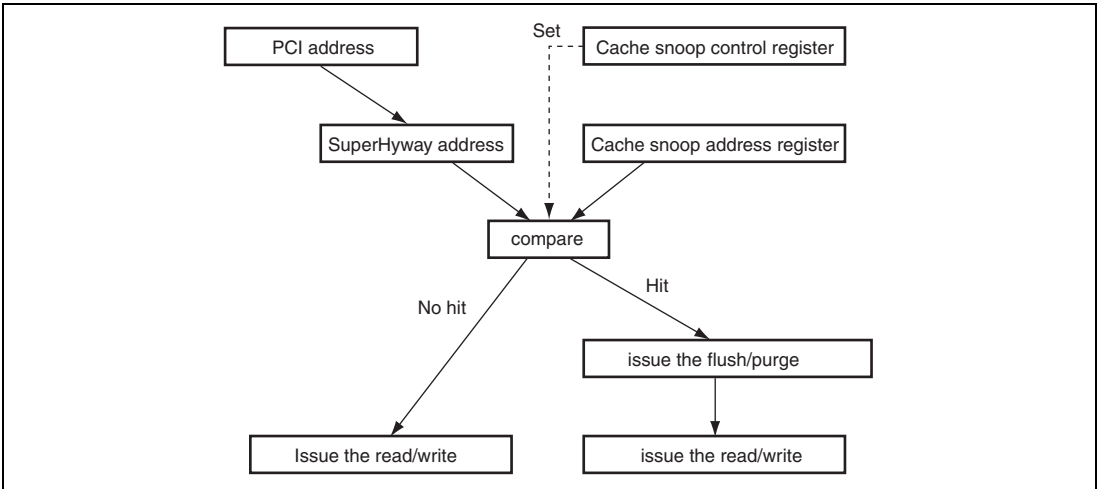 Set
PCI address
Cache snoop control register
SuperHyway address
Cache snoop address register
compare
Hit
No hit
issue the flush/purge
Issue the read/write
issue the read/write